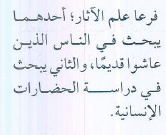 فرعا علم الآثار؛ أحدهما
يبحث في الناس الذين
عاشوا قديمًا، والثاني يبحث
في دراسة الحضارات
الإنسانية.